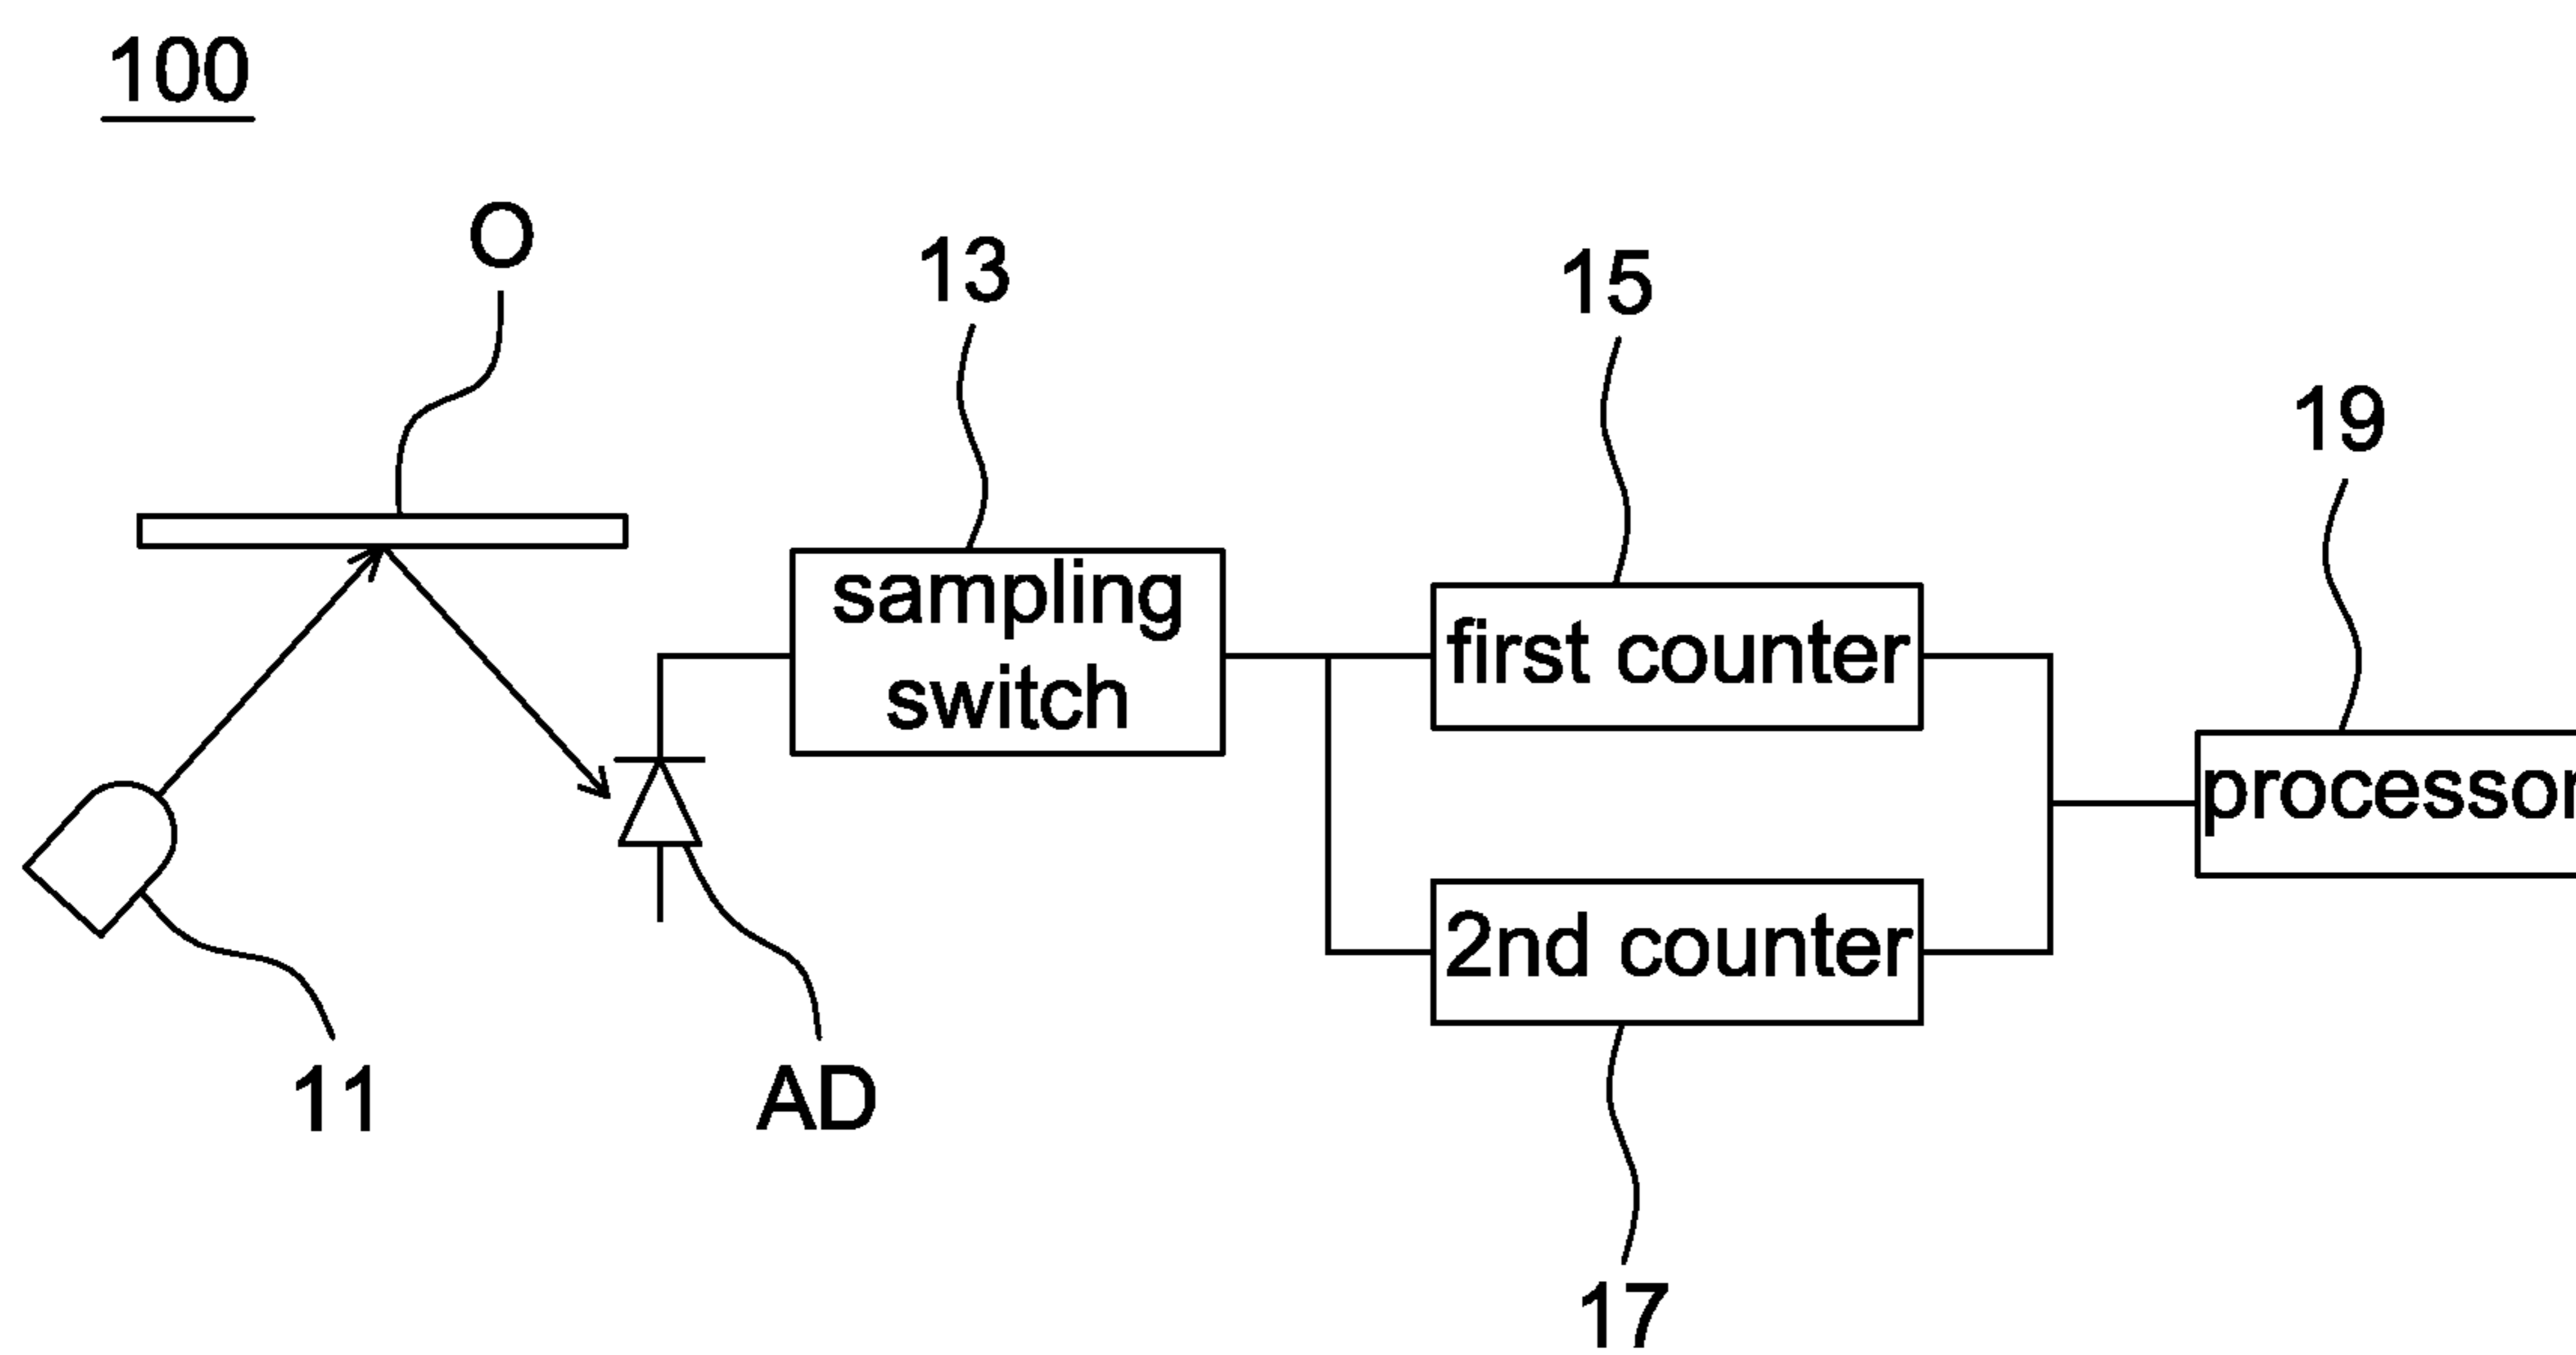 100
O
13
15
19
sampling
switch
first counter
processor
2nd counter
11
AD
17